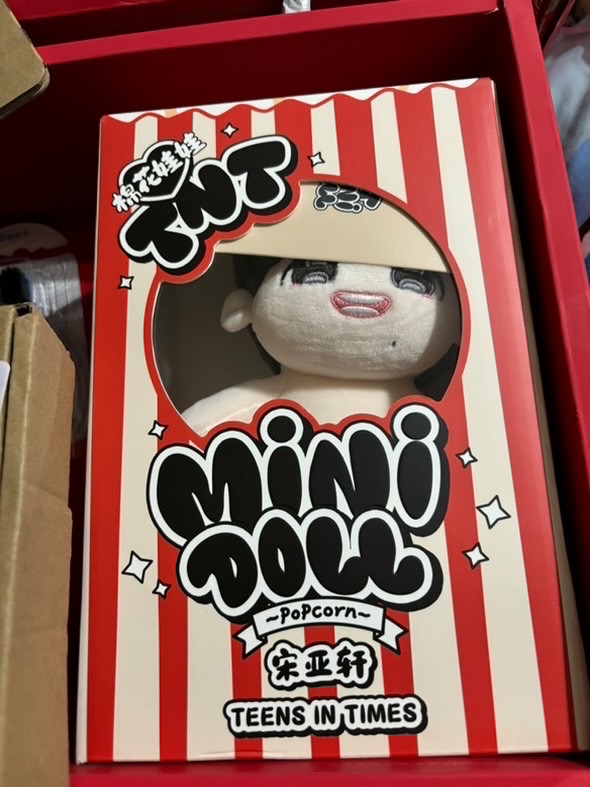 棉花娃娃
TNT
MiNi
DOLL
~PoPcorn~
宋亚轩
TEENS IN TIMES